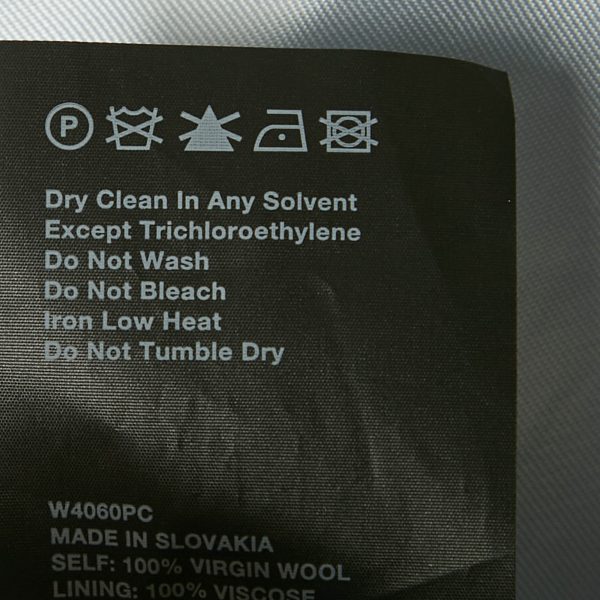 P
Dry Clean In Any Solvent
Except Trichloroethylene
Do Not Wash
Do Not Bleach
Iron Low Heat
Do Not Tumble Dry
W4060PC
MADE IN SLOVAKIA
SELF: 100% VIRGIN WOOL
LINING: 100% VISCOSE